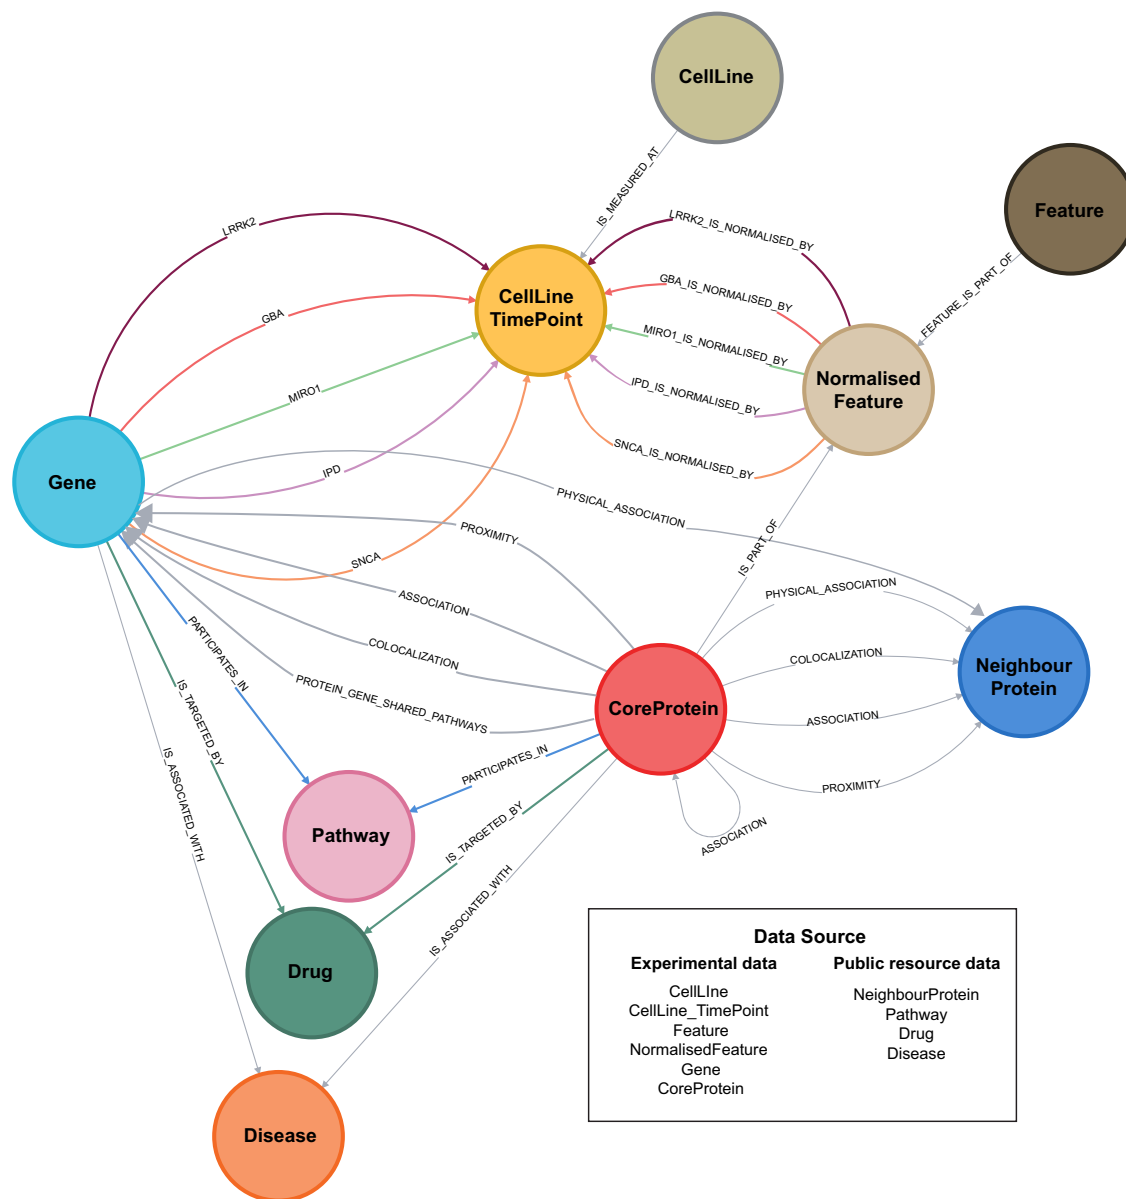 CellLine
IS_MEASURED_AT
Feature
FEATURE_IS_PART_OF
LRRK2
LRRK2_IS_NORMALISED_BY
CellLine
TimePoint
GBA
GBA_IS_NORMALISED_BY
MIRO1
MIRO1_IS_NORMALISED_BY
Normalised
Feature
IPD
IPD_IS_NORMALISED_BY
SNCA_IS_NORMALISED_BY
Gene
SNCA
PHYSICAL_ASSOCIATION
PROXIMITY
IS_PART_OF
ASSOCIATION
PHYSICAL_ASSOCIATION
COLOCALIZATION
COLOCALIZATION
Neighbour
Protein
PROTEIN_GENE_SHARED_PATHWAYS
CoreProtein
ASSOCIATION
PARTICIPATES_IN
PARTICIPATES_IN
PROXIMITY
IS_TARGETED_BY
IS_TARGETED_BY
ASSOCIATION
IS_ASSOCIATED_WITH
IS_ASSOCIATED_WITH
Pathway
Drug
Disease
Data Source
Experimental data
CellLIne
CellLine_TimePoint
Feature
NormalisedFeature
Gene
CoreProtein
Public resource data
NeighbourProtein
Pathway
Drug
Disease